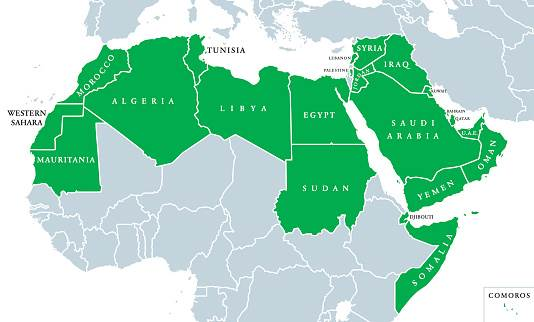 TUNISIA
MOROCCO
ALGERIA
LIBYA
EGYPT
WESTERN
SAHARA
MAURITANIA
SUDAN
LEBANON
SYRIA
PALESTINE
JORDAN
IRAQ
KUWAIT
BAHRAIN
QATAR
U.A.E.
SAUDI
ARABIA
OMAN
YEMEN
DJIBOUTI
SOMALIA
COMOROS